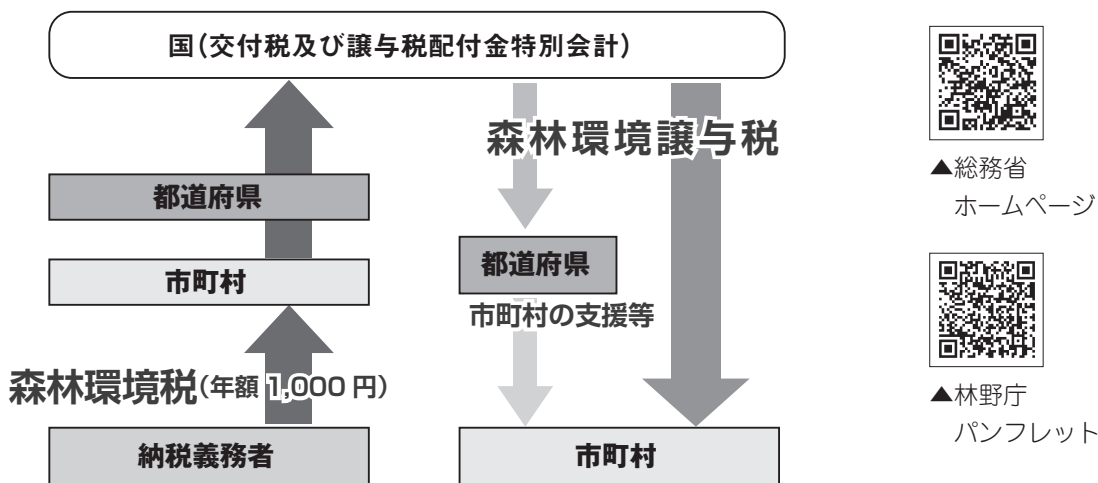 国(交付税及び譲与税配付金特別会計)
森林環境譲与税
都道府県
市町村
都道府県
市町村の支援等
森林環境税(年額 1,000 円)
納税義務者
市町村
▲総務省
ホームページ
▲林野庁
パンフレット